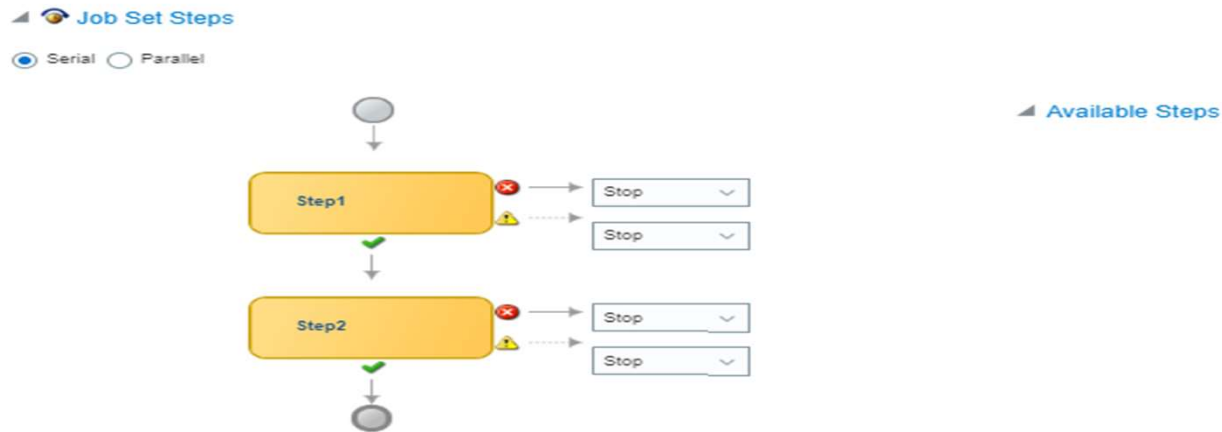 Job Set Steps
Serial Parallel
Available Steps
Step1
Stop
Stop
Step2
Stop
Stop